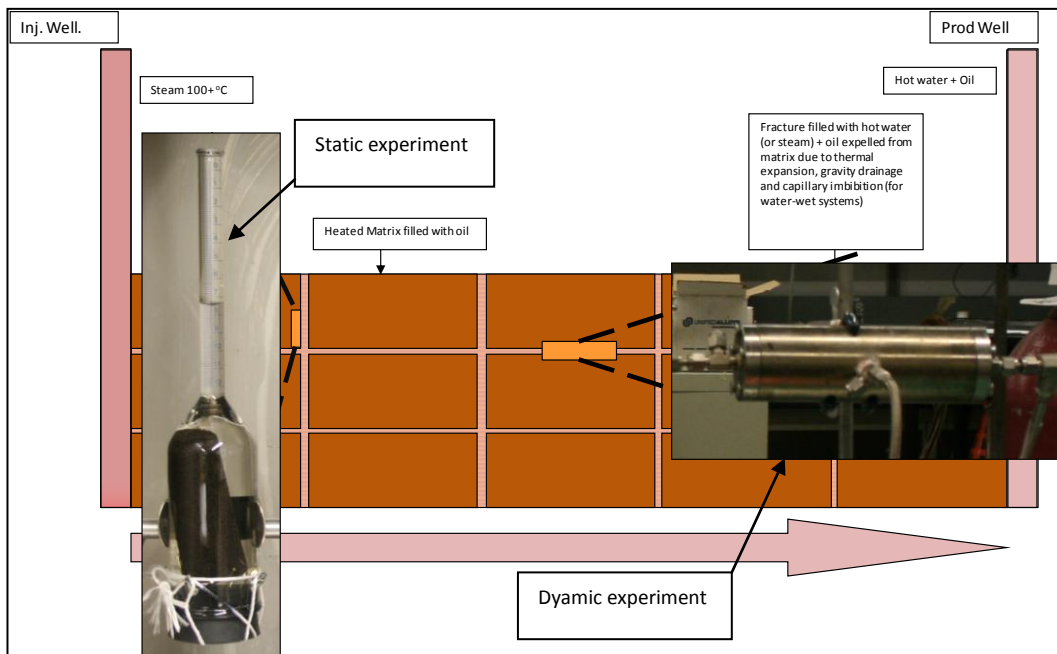 Inj. Well.
Prod Well
Steam 100+ °C
Hot water + Oil
Static experiment
Fracture filled with hot water
(or steam) + oil expelled from
matrix due to thermal
expansion, gravity drainage
and capillary imbibition (for
water-wet systems)
Heated Matrix filled with oil
Dyamic experiment